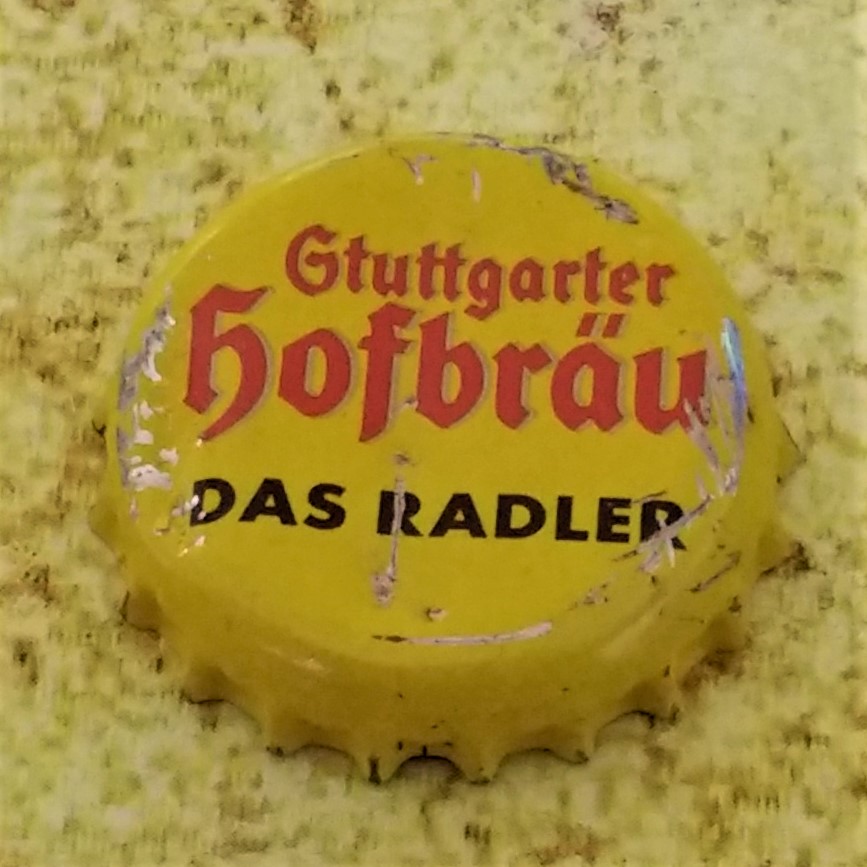 Stuttgarter
Hofbräu
DAS RADLER